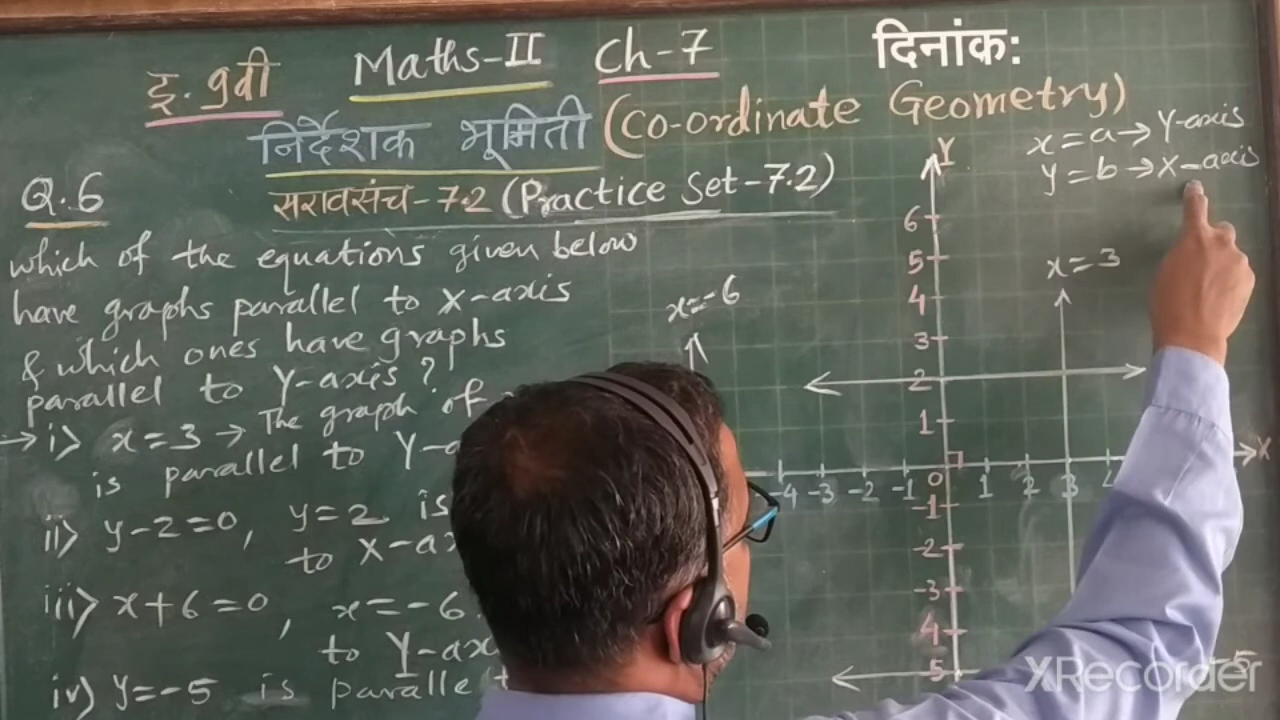 इ. 9वी Maths-II Ch-7 दिनांक:
निर्देशक भूमिती (Co-ordinate Geometry)
सरावसंच-7.2 (Practice Set-7.2)
Q.6
which of the equations given below
have graphs parallel to X-axis
& which ones have graphs
parallel to Y-axis?
→ i) x=3 → The graph of
is parallel to Y-a
ii) y-2=0, y=2 is
to X-ax
iii) x+6=0, x=-6
to Y-ax
iv) y=-5 is paralle
x=a→Y-axis
y=b→X-axis
Y
6
5
4
3
2
1
x=-6
x=3
-4 -3 -2 -1 0 1 2 3 4 X
-1
-2
-3
4
5
-5
XRecorder